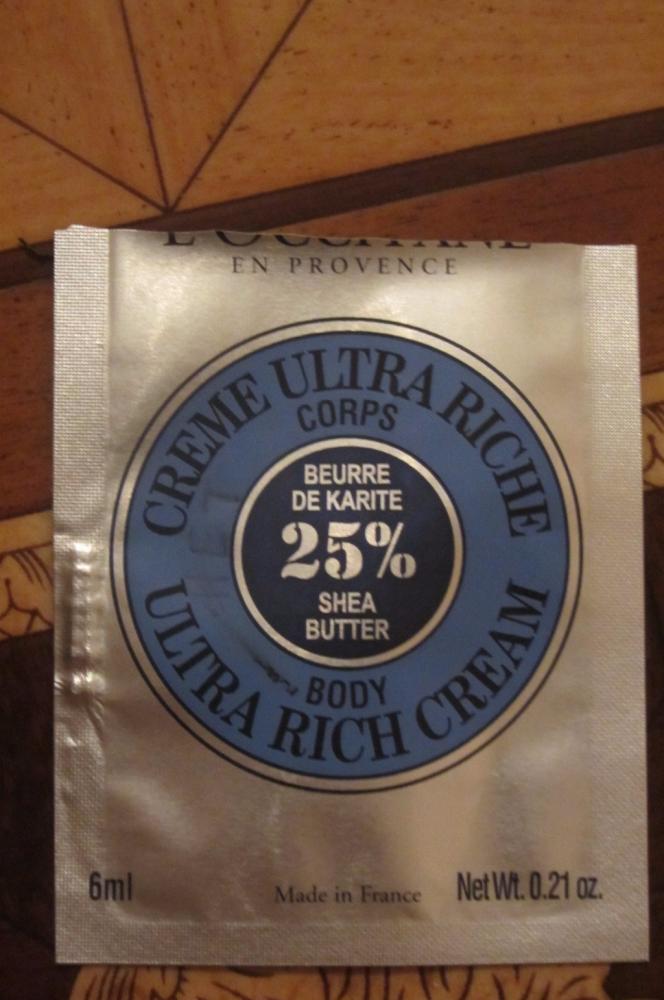 L'OCCITANE
EN PROVENCE
CREME ULTRA RICHE
CORPS
BEURRE
DE KARITE
25%
SHEA
BUTTER
BODY
ULTRA RICH CREAM
6ml
Made in France
Net Wt. 0.21 oz.